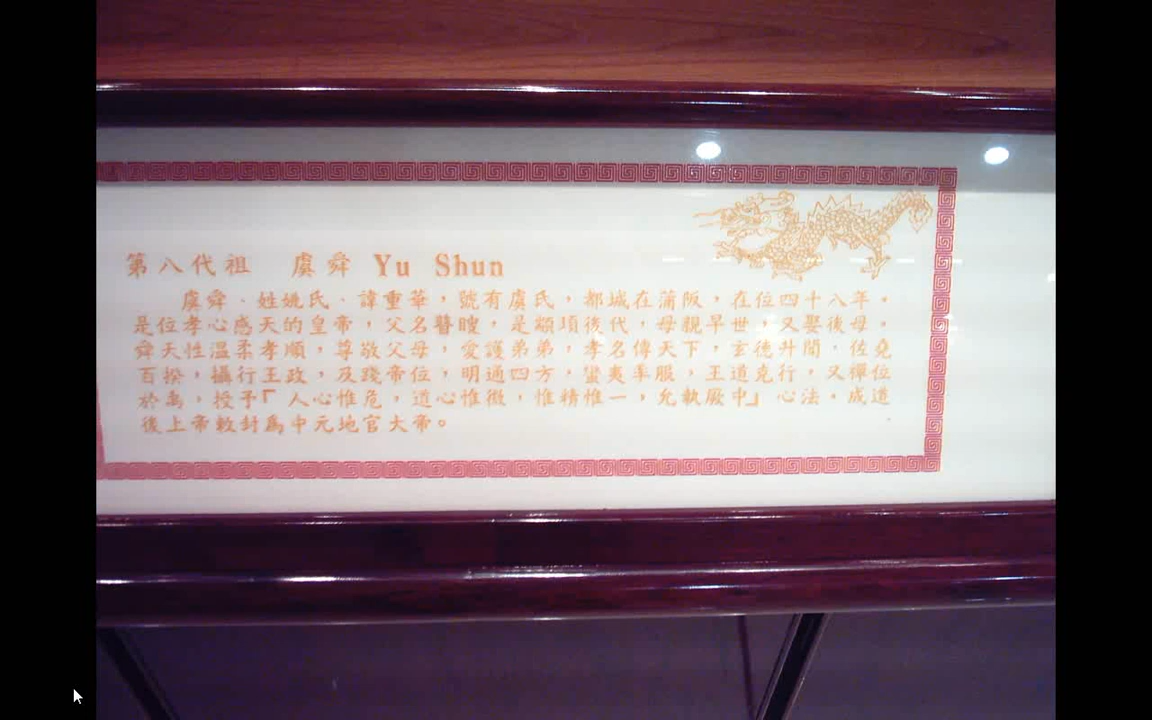 第八代祖 虞舜 Yu Shun
虞舜．姓姚氏．諱重華，號有虞氏，都城在蒲阪，在位四十八年。
是位孝心感天的皇帝，父名瞽瞍，是顓頊後代，母親早世，又娶後母。
舜天性溫柔孝順，尊敬父母，愛護弟弟，孝名傳天下，玄德升聞，佐堯
百揆，攝行王政，及踐帝位，明通四方，蠻夷率服，王道克行，又禪位
於禹，授予「人心惟危，道心惟微，惟精惟一，允執厥中」心法，成道
後上帝敕封為中元地官大帝。